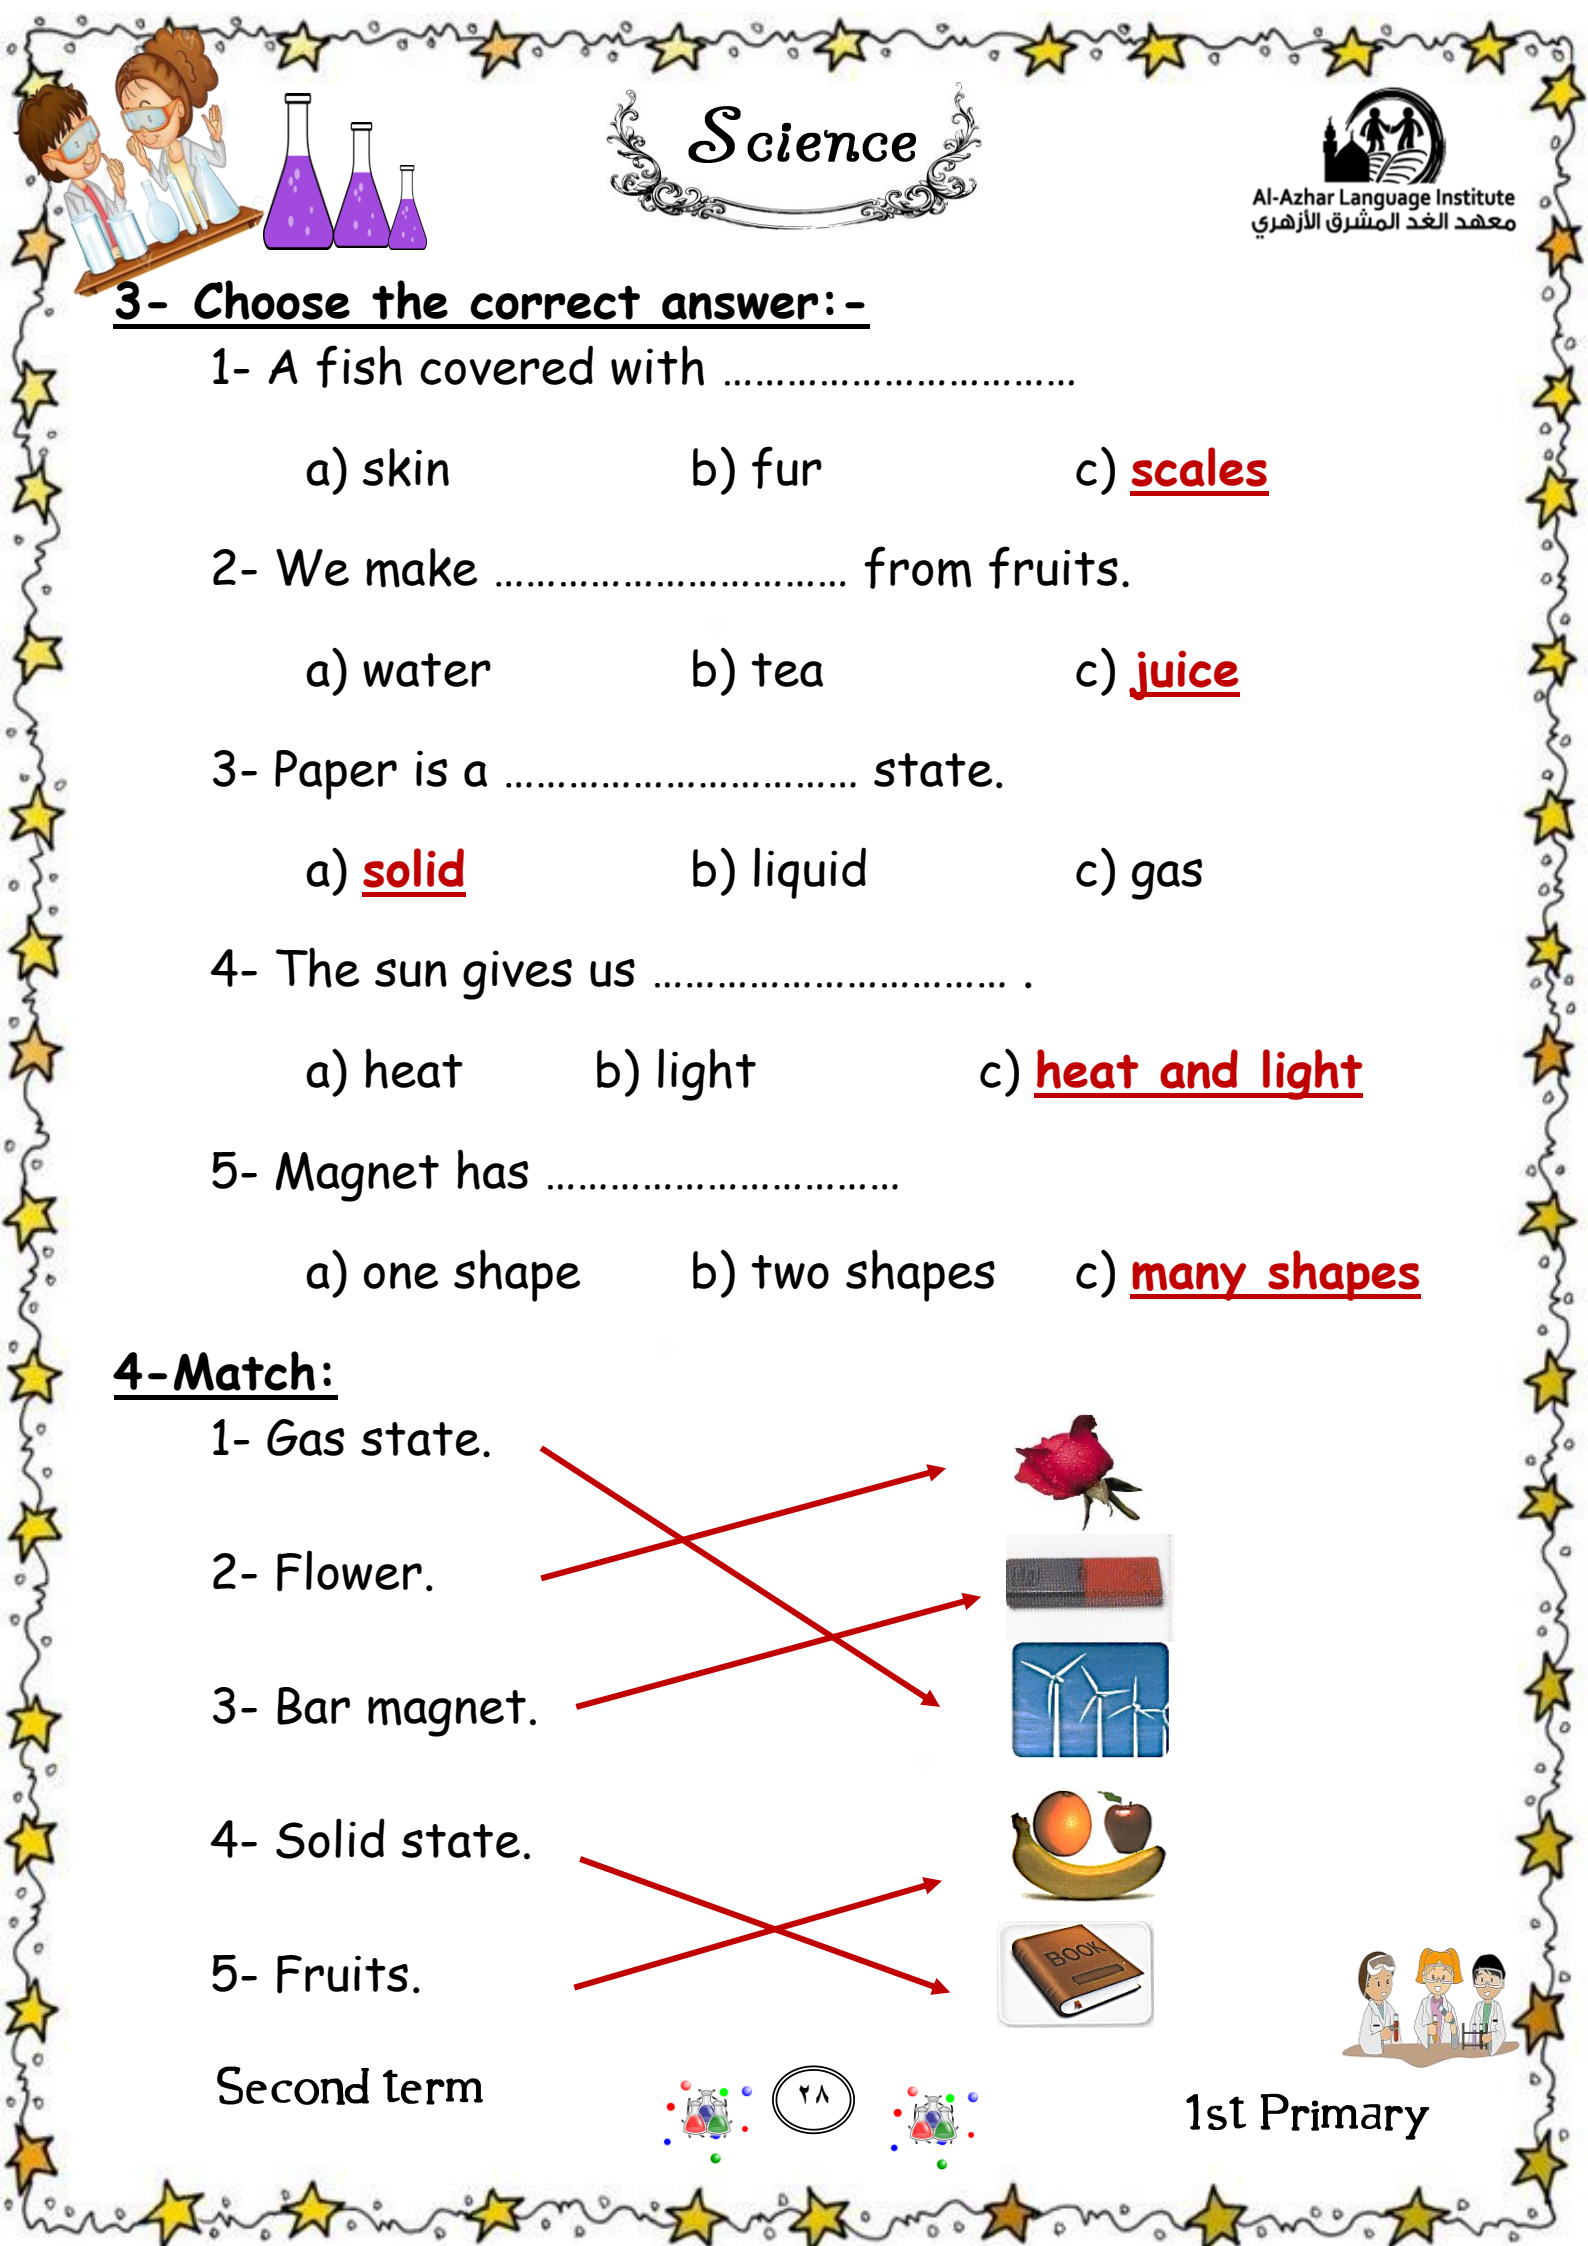 Science
Al-Azhar Language Institute
معهد الغد المشرق الأزهري
3- Choose the correct answer:-
1- A fish covered with ……………………………
a) skin b) fur c) scales
2- We make …………………………… from fruits.
a) water b) tea c) juice
3- Paper is a …………………………… state.
a) solid b) liquid c) gas
4- The sun gives us …………………………… .
a) heat b) light c) heat and light
5- Magnet has ……………………………
a) one shape b) two shapes c) many shapes
4-Match:
1- Gas state.
2- Flower.
3- Bar magnet.
4- Solid state.
5- Fruits.
BOOK
Second term
٢٨
1st Primary